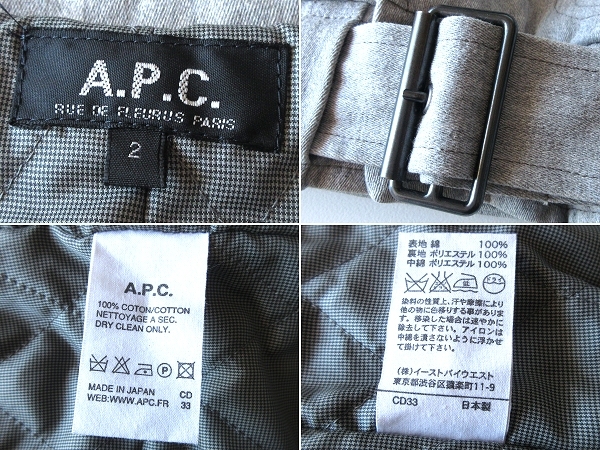 A.P.C.
RUE DE FLEURUS PARIS
2
A.P.C.
100% COTTON/COTTON
NETTOYAGE A SEC.
DRY CLEAN ONLY.
MADE IN JAPAN
WEB:WWW.APC.FR
CD
33
表地 綿 100%
裏地 ポリエステル 100%
中綿 ポリエステル 100%
ドライ
染料の性質上、汗や摩擦により
他の物に色移りする事があります。
移染した場合は速やかに
除去して下さい。アイロンは
中綿を潰さないように浮かせて
掛けて下さい。
(株)イーストバイウエスト
東京都渋谷区鶯楽町11-9
CD33 日本製